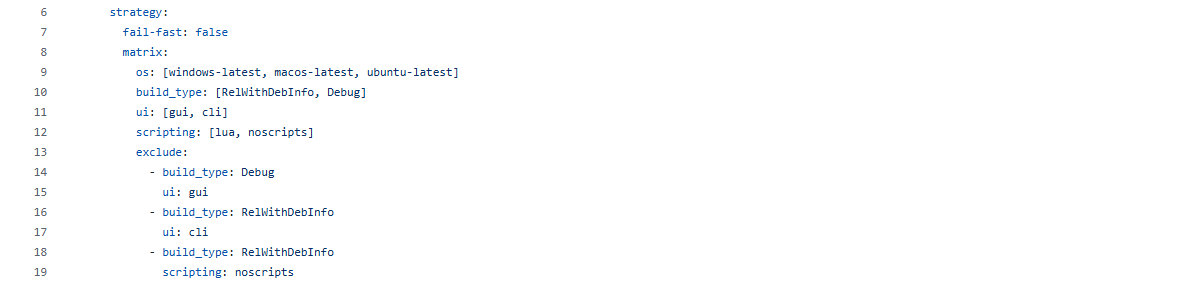 6 strategy:
7 fail-fast: false
8 matrix:
9 os: [windows-latest, macos-latest, ubuntu-latest]
10 build_type: [RelWithDebInfo, Debug]
11 ui: [gui, cli]
12 scripting: [lua, noscripts]
13 exclude:
14 - build_type: Debug
15 ui: gui
16 - build_type: RelWithDebInfo
17 ui: cli
18 - build_type: RelWithDebInfo
19 scripting: noscripts